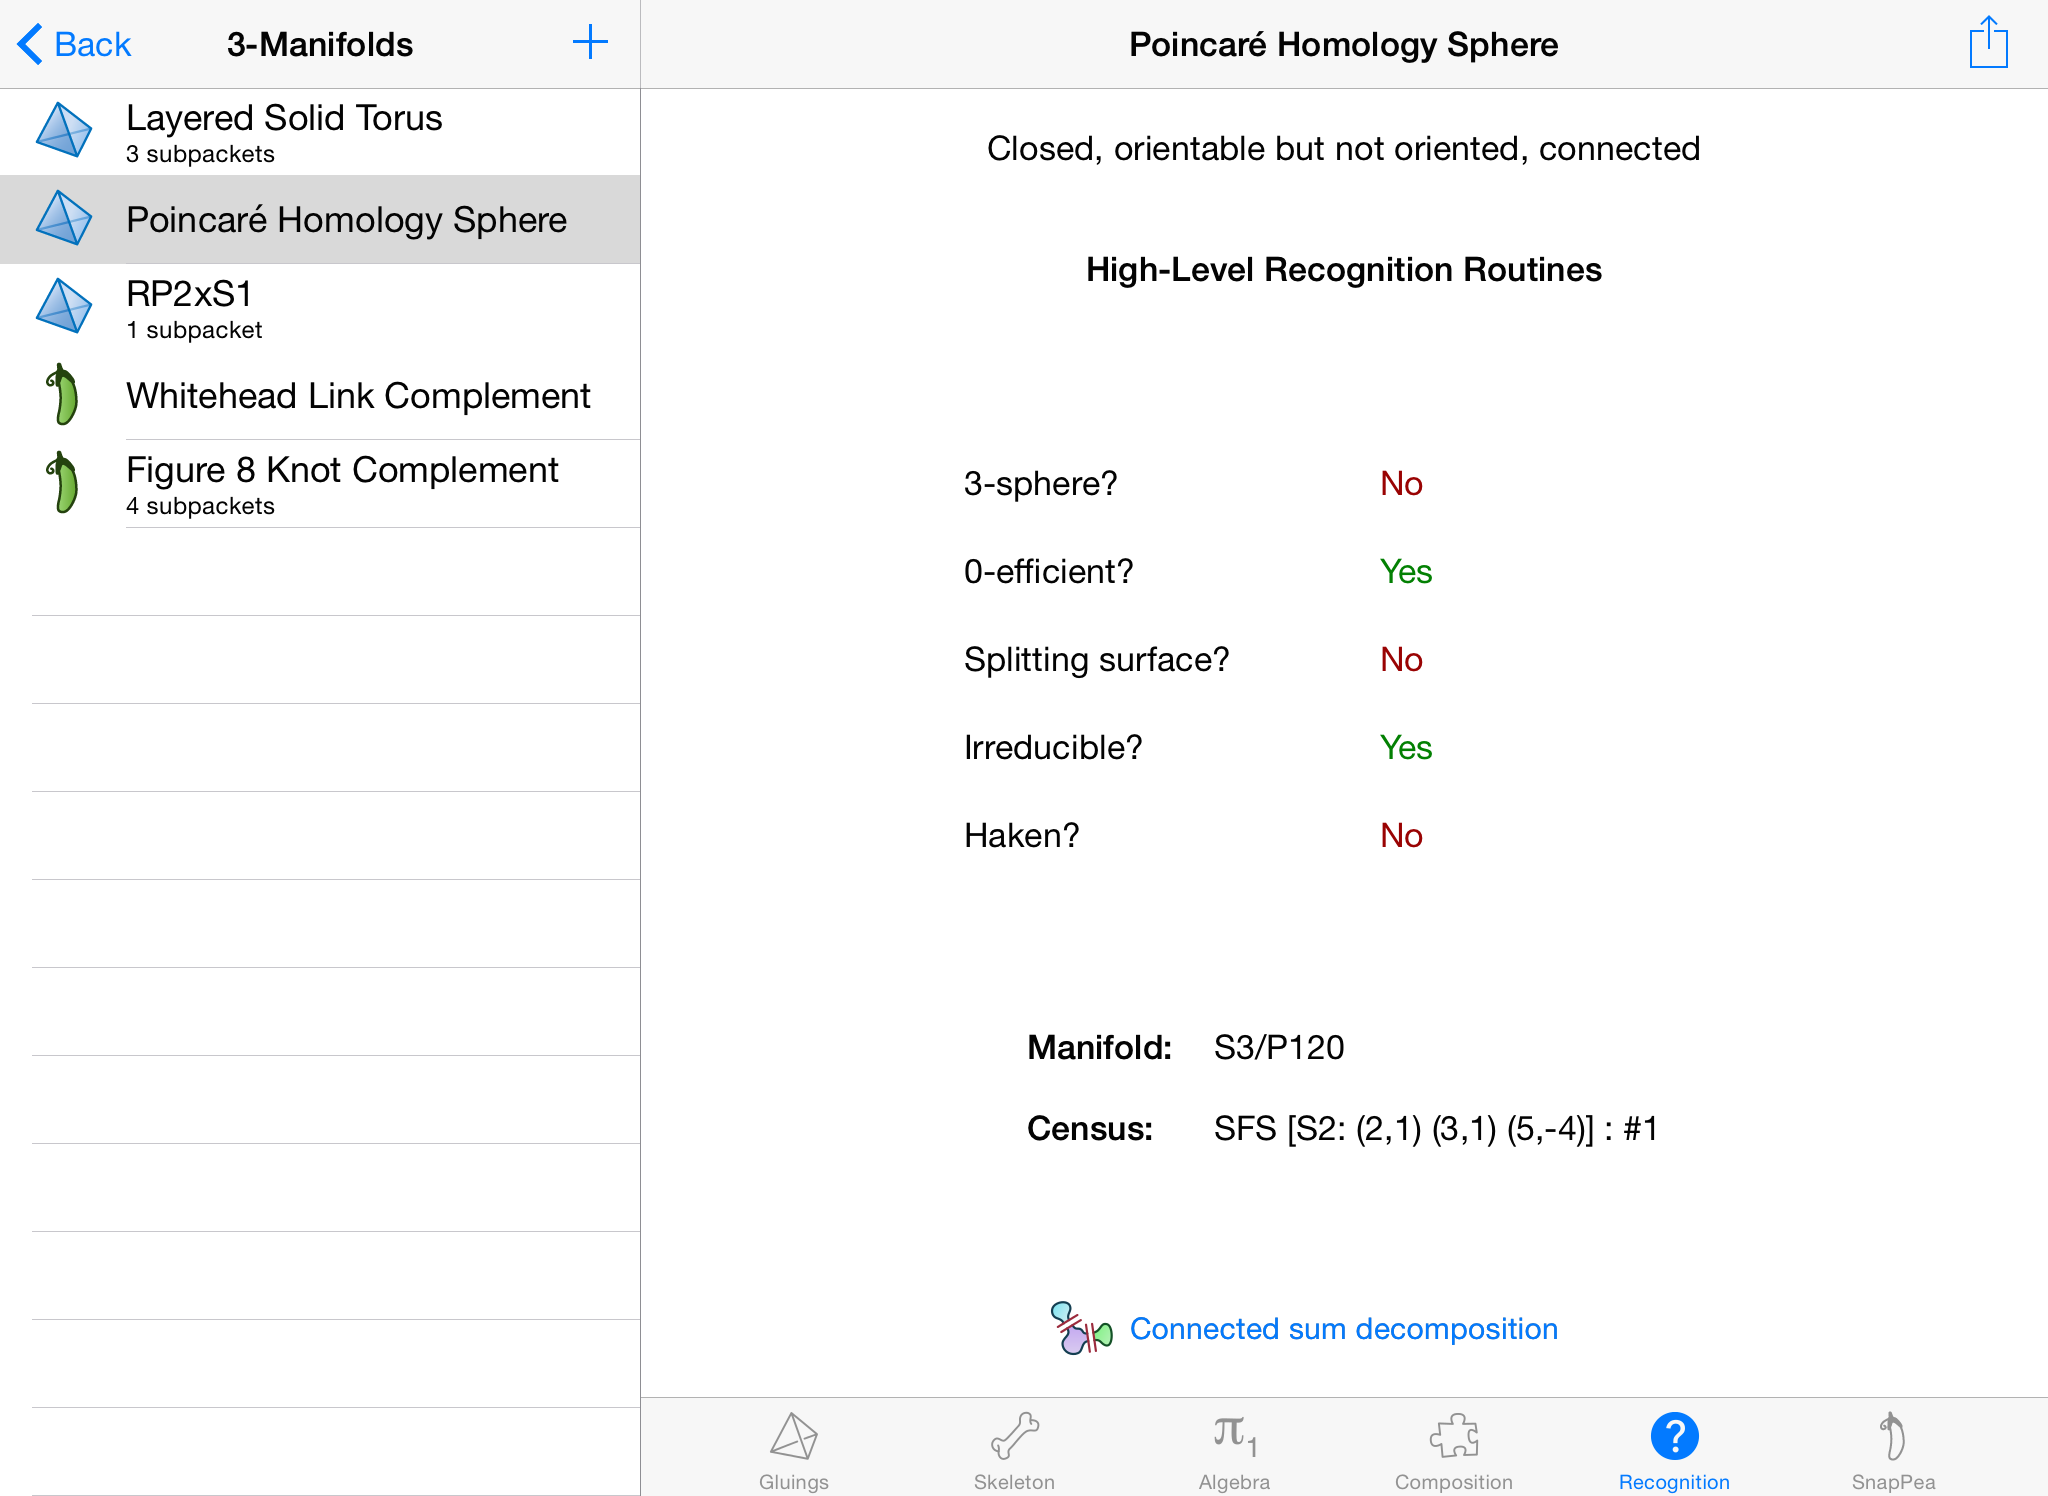 Back
3-Manifolds
Layered Solid Torus
3 subpackets
Poincaré Homology Sphere
RP2xS1
1 subpacket
Whitehead Link Complement
Figure 8 Knot Complement
4 subpackets
Poincaré Homology Sphere
Closed, orientable but not oriented, connected
High-Level Recognition Routines
3-sphere? No
0-efficient? Yes
Splitting surface? No
Irreducible? Yes
Haken? No
Manifold: S3/P120
Census: SFS [S2: (2,1) (3,1) (5,-4)] : #1
Connected sum decomposition
π1
Gluings Skeleton Algebra Composition Recognition SnapPea